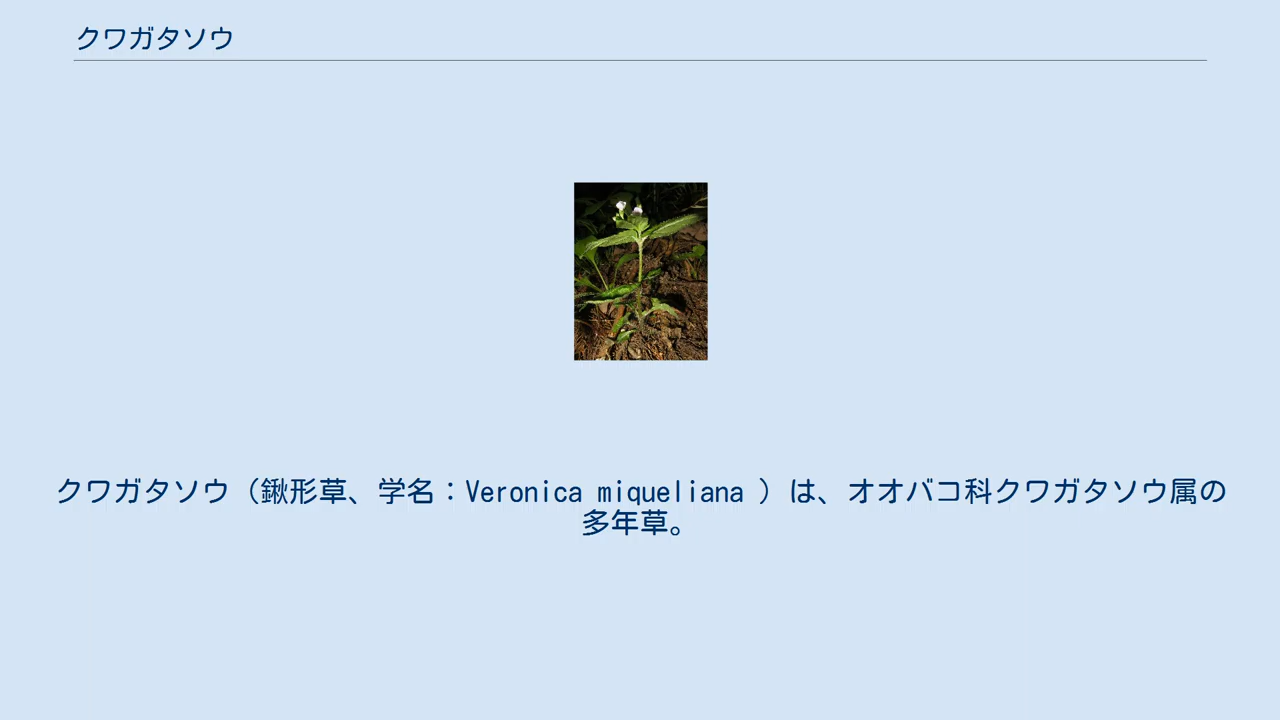 クワガタソウ
クワガタソウ（鍬形草、学名：Veronica miqueliana ）は、オオバコ科クワガタソウ属の
多年草。